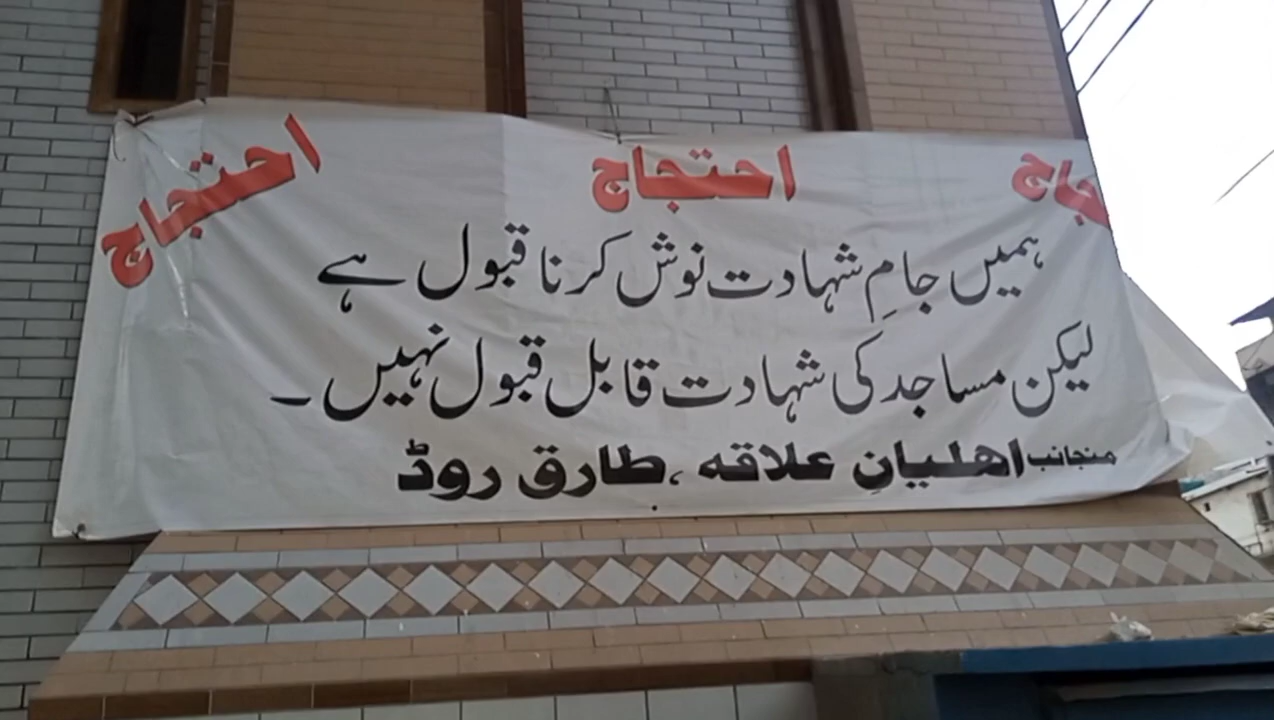 احتجاج احتجاج احتجاج
ہمیں جامِ شہادت نوش کرنا قبول ہے
لیکن مساجد کی شہادت قابل قبول نہیں ۔
منجانب اھلیانِ علاقہ ، طارق روڈ